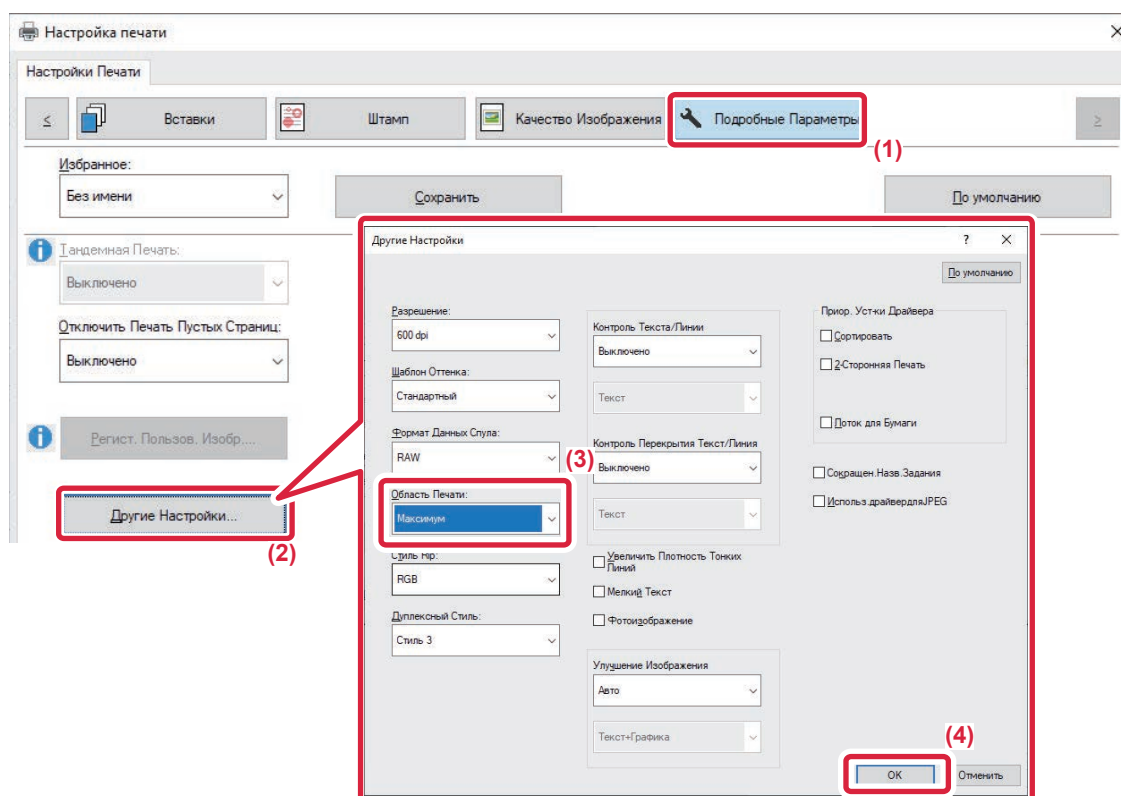 Настройка печати
Настройки Печати
<
Вставки
Штамп
Качество Изображения
Подробные Параметры
>
(1)
Избранное:
Без имени
Сохранить
По умолчанию
Тандемная Печать:
Выключено
Отключить Печать Пустых Страниц:
Выключено
Регист. Пользов. Изобр....
Другие Настройки...
(2)
Другие Настройки
?
По умолчанию
Разрешение:
600 dpi
Шаблон Оттенка:
Стандартный
Формат Данных Спула:
RAW
(3)
Область Печати:
Максимум
Стиль Rip:
RGB
Дуплексный Стиль:
Стиль 3
Контроль Текста/Линии
Выключено
Текст
Контроль Перекрытия Текст/Линия
Выключено
Текст
Увеличить Плотность Тонких
Линий
Мелкий Текст
Фотоизображение
Улучшение Изображения
Авто
Текст+Графика
Приор. Уст-ки Драйвера
Сортировать
2-Сторонняя Печать
Поток для Бумаги
Сокращен.Назв.Задания
Использ.драйвердляJPEG
(4)
OK
Отменить